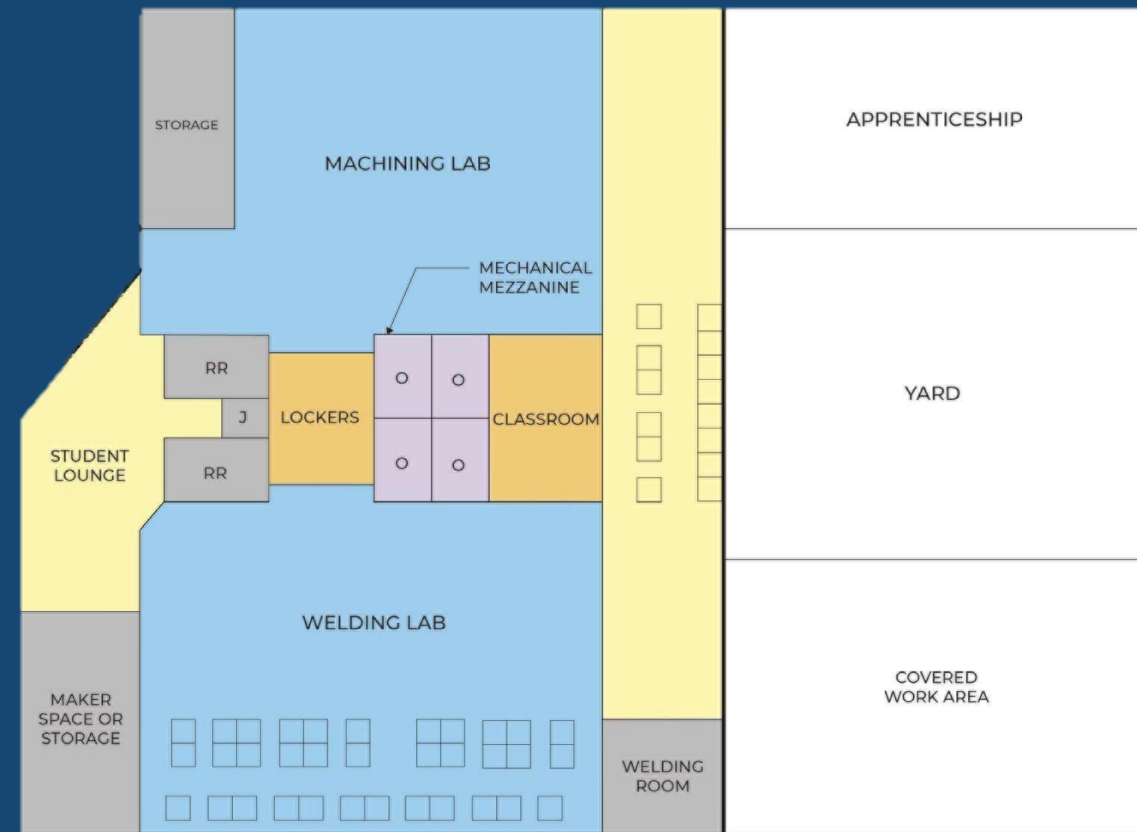 STORAGE
MACHINING LAB
APPRENTICESHIP
MECHANICAL
MEZZANINE
RR
J
LOCKERS
CLASSROOM
YARD
STUDENT
LOUNGE
RR
WELDING LAB
MAKER
SPACE OR
STORAGE
WELDING
ROOM
COVERED
WORK AREA